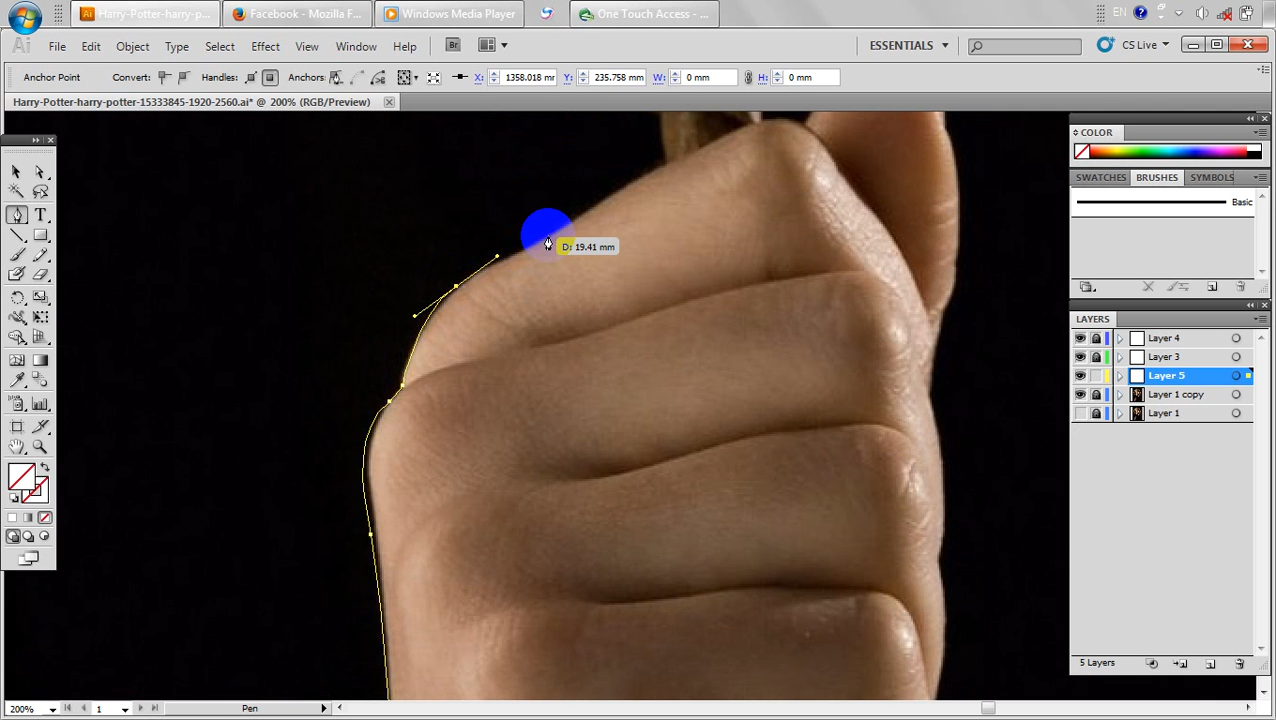 Harry-Potter-harry-p...
Facebook - Mozilla F...
Windows Media Player
One Touch Access - ...
EN
Ai
File
Edit
Object
Type
Select
Effect
View
Window
Help
Br
ESSENTIALS
CS Live
Anchor Point
Convert:
Handles:
Anchors:
X:
1358.018 mm
Y:
235.758 mm
W:
0 mm
H:
0 mm
Harry-Potter-harry-potter-15333845-1920-2560.ai* @ 200% (RGB/Preview)
COLOR
SWATCHES
BRUSHES
SYMBOLS
Basic
D: 19.41 mm
LAYERS
Layer 4
Layer 3
Layer 5
Layer 1 copy
Layer 1
5 Layers
200%
1
Pen